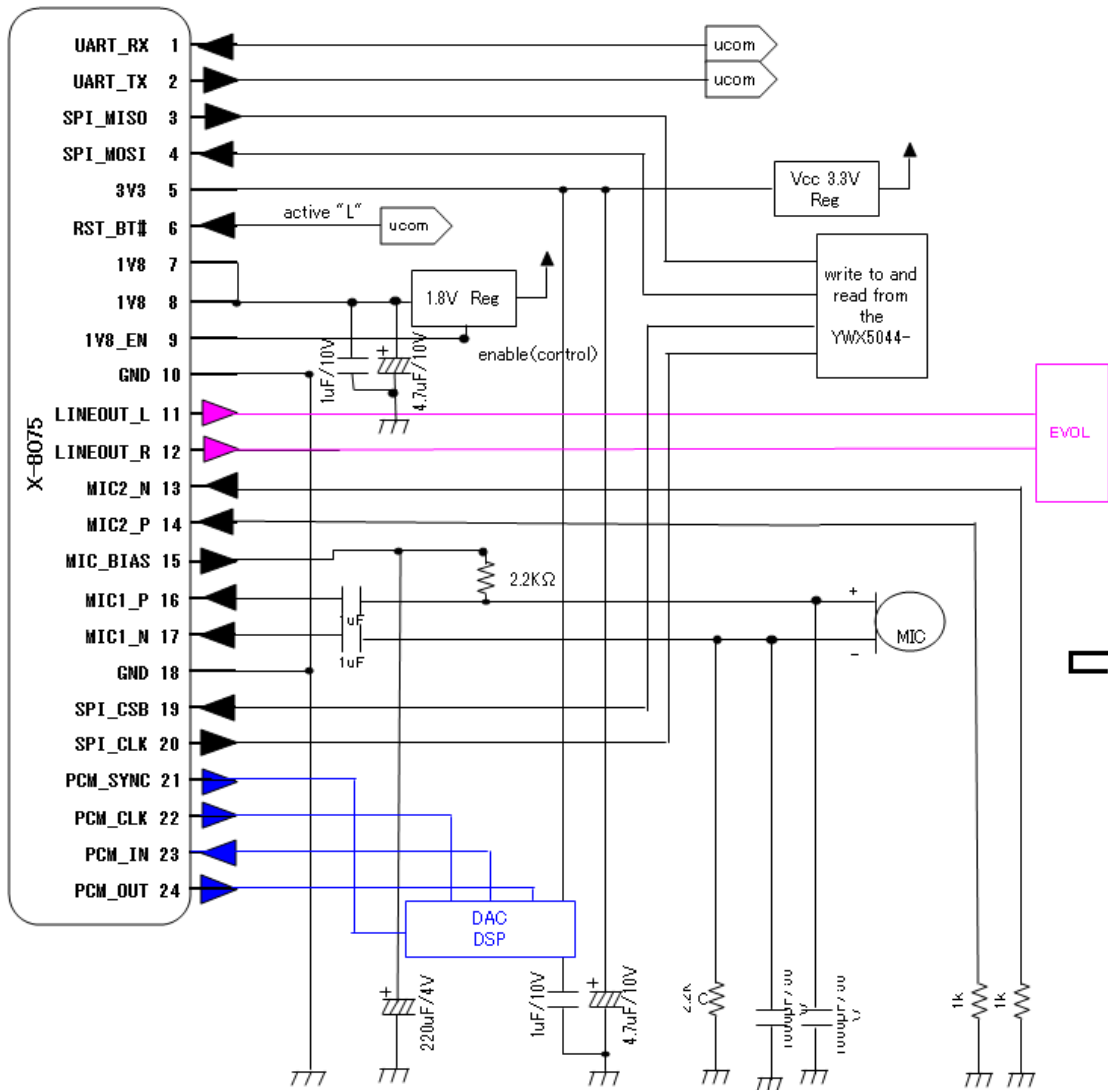 X-8075
UART_RX 1
UART_TX 2
SPI_MISO 3
SPI_MOSI 4
3V3 5
RST_BT# 6
1V8 7
1V8 8
1V8_EN 9
GND 10
LINEOUT_L 11
LINEOUT_R 12
MIC2_N 13
MIC2_P 14
MIC_BIAS 15
MIC1_P 16
MIC1_N 17
GND 18
SPI_CSB 19
SPI_CLK 20
PCM_SYNC 21
PCM_CLK 22
PCM_IN 23
PCM_OUT 24
ucom
ucom
Vcc 3.3V
Reg
active "L"
ucom
write to and
read from
the
YWX5044-
1.8V Reg
enable(control)
1uF/10V
+
4.7uF/10V
EVOL
2.2KΩ
1uF
1uF
+
MIC
-
DAC
DSP
+
220uF/4V
1uF/10V
+
4.7uF/10V
2.2K
1k
1k